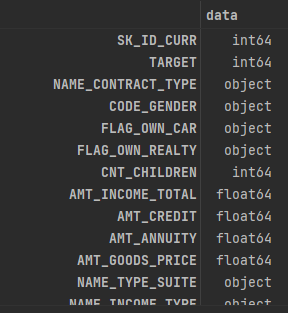 data
SK_ID_CURR int64
TARGET int64
NAME_CONTRACT_TYPE object
CODE_GENDER object
FLAG_OWN_CAR object
FLAG_OWN_REALTY object
CNT_CHILDREN int64
AMT_INCOME_TOTAL float64
AMT_CREDIT float64
AMT_ANNUITY float64
AMT_GOODS_PRICE float64
NAME_TYPE_SUITE object
NAME_INCOME_TYPE object